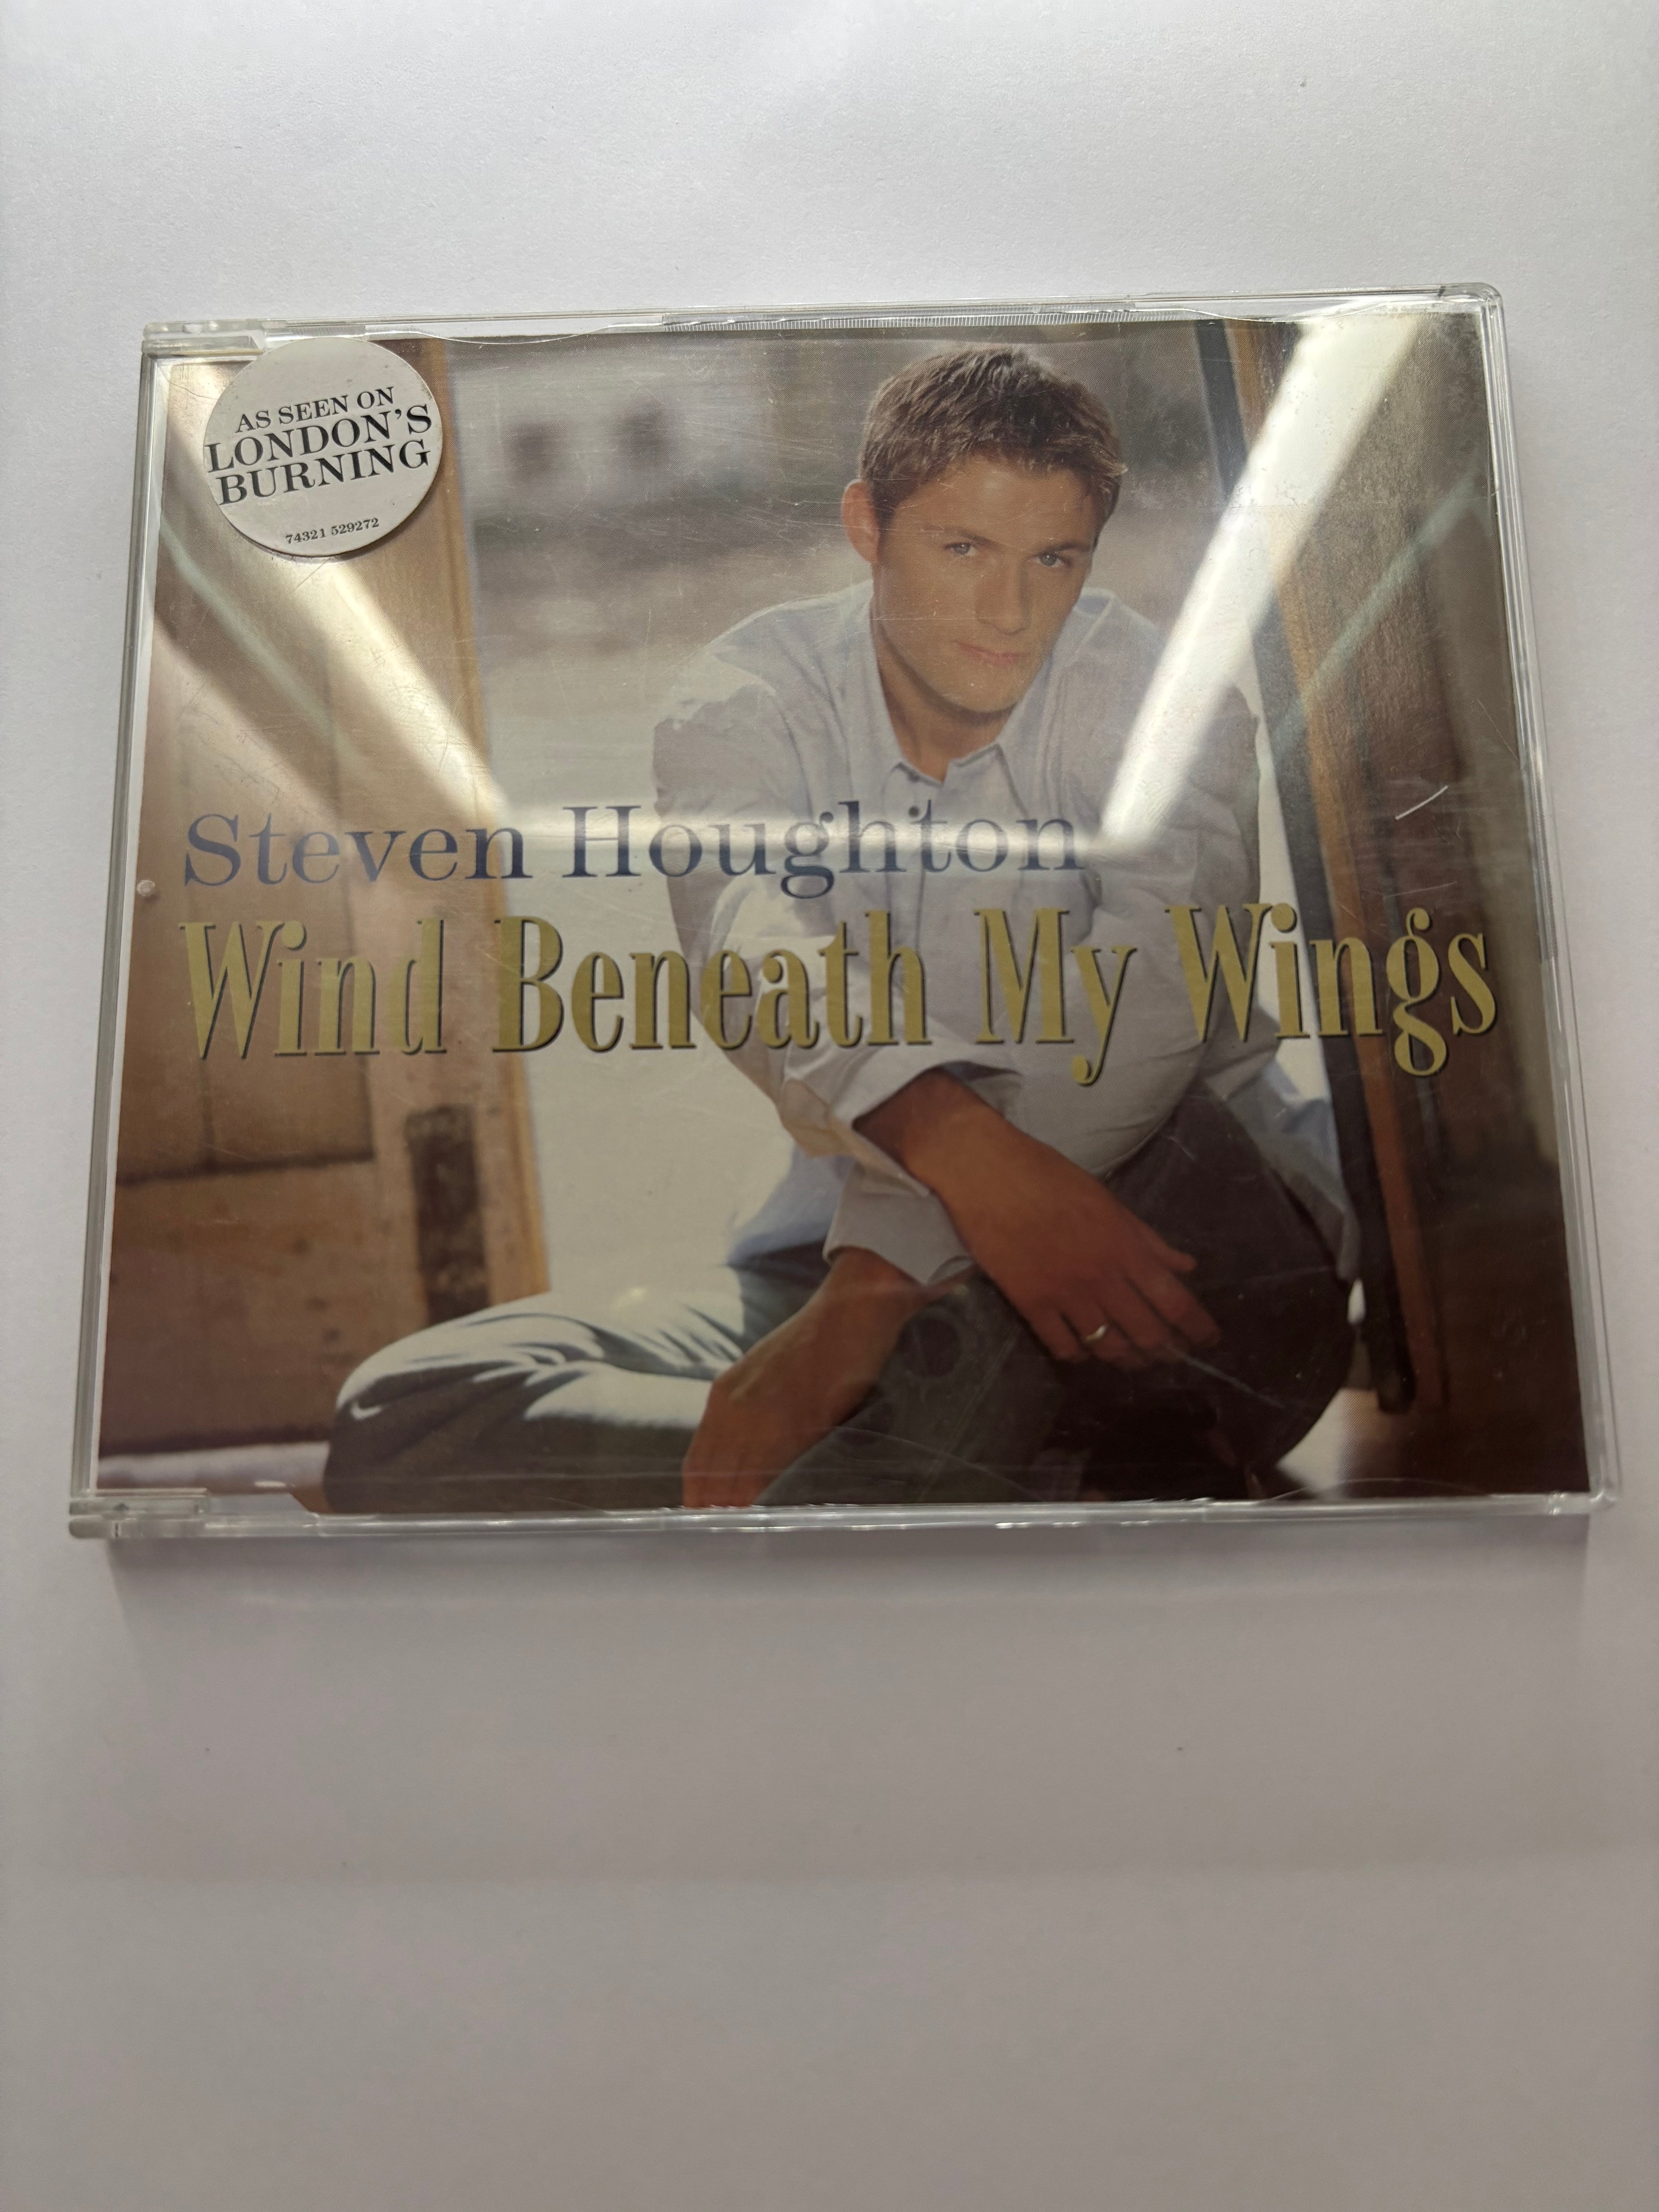 AS SEEN ON
LONDON'S
BURNING
74321 529272
Steven Houghton
Wind Beneath My Wings